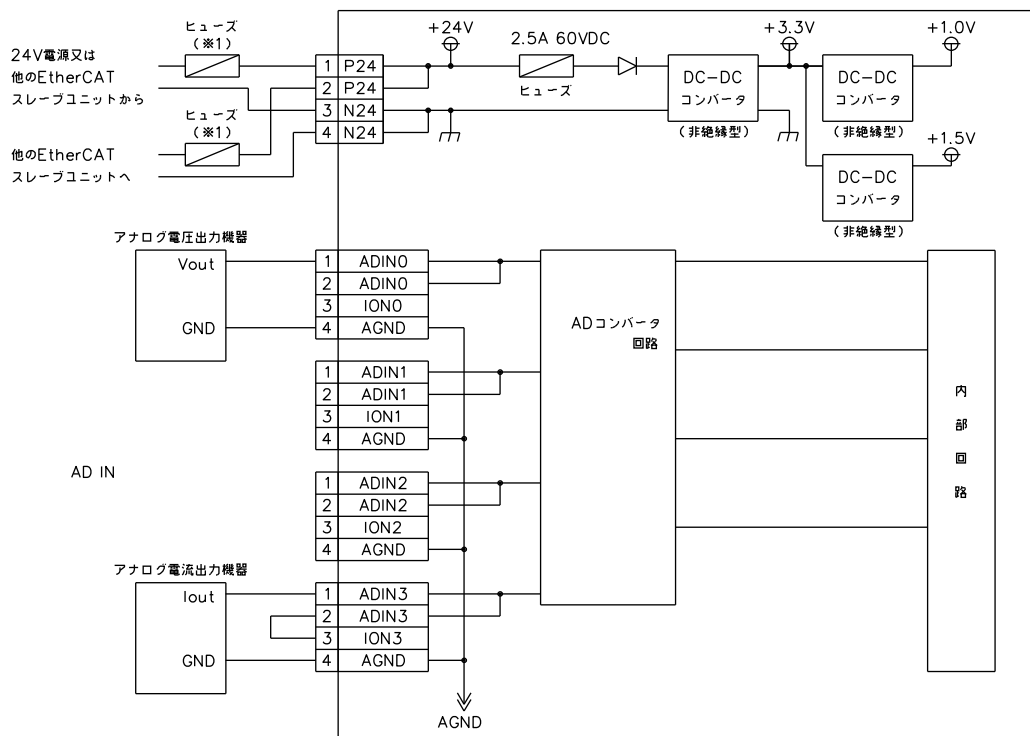 ヒューズ
(※1)
+24V
2.5A 60VDC
ヒューズ
+3.3V
+1.0V
24V電源又は
他のEtherCAT
スレーブユニットから
1 P24
2 P24
3 N24
4 N24
DC-DC
コンバータ
(非絶縁型)
DC-DC
コンバータ
(非絶縁型)
ヒューズ
(※1)
他のEtherCAT
スレーブユニットへ
+1.5V
DC-DC
コンバータ
(非絶縁型)
アナログ電圧出力機器
Vout
GND
1 ADIN0
2 ADIN0
3 ION0
4 AGND
ADコンバータ
回路
1 ADIN1
2 ADIN1
3 ION1
4 AGND
内部回路
AD IN
1 ADIN2
2 ADIN2
3 ION2
4 AGND
アナログ電流出力機器
Iout
GND
1 ADIN3
2 ADIN3
3 ION3
4 AGND
AGND